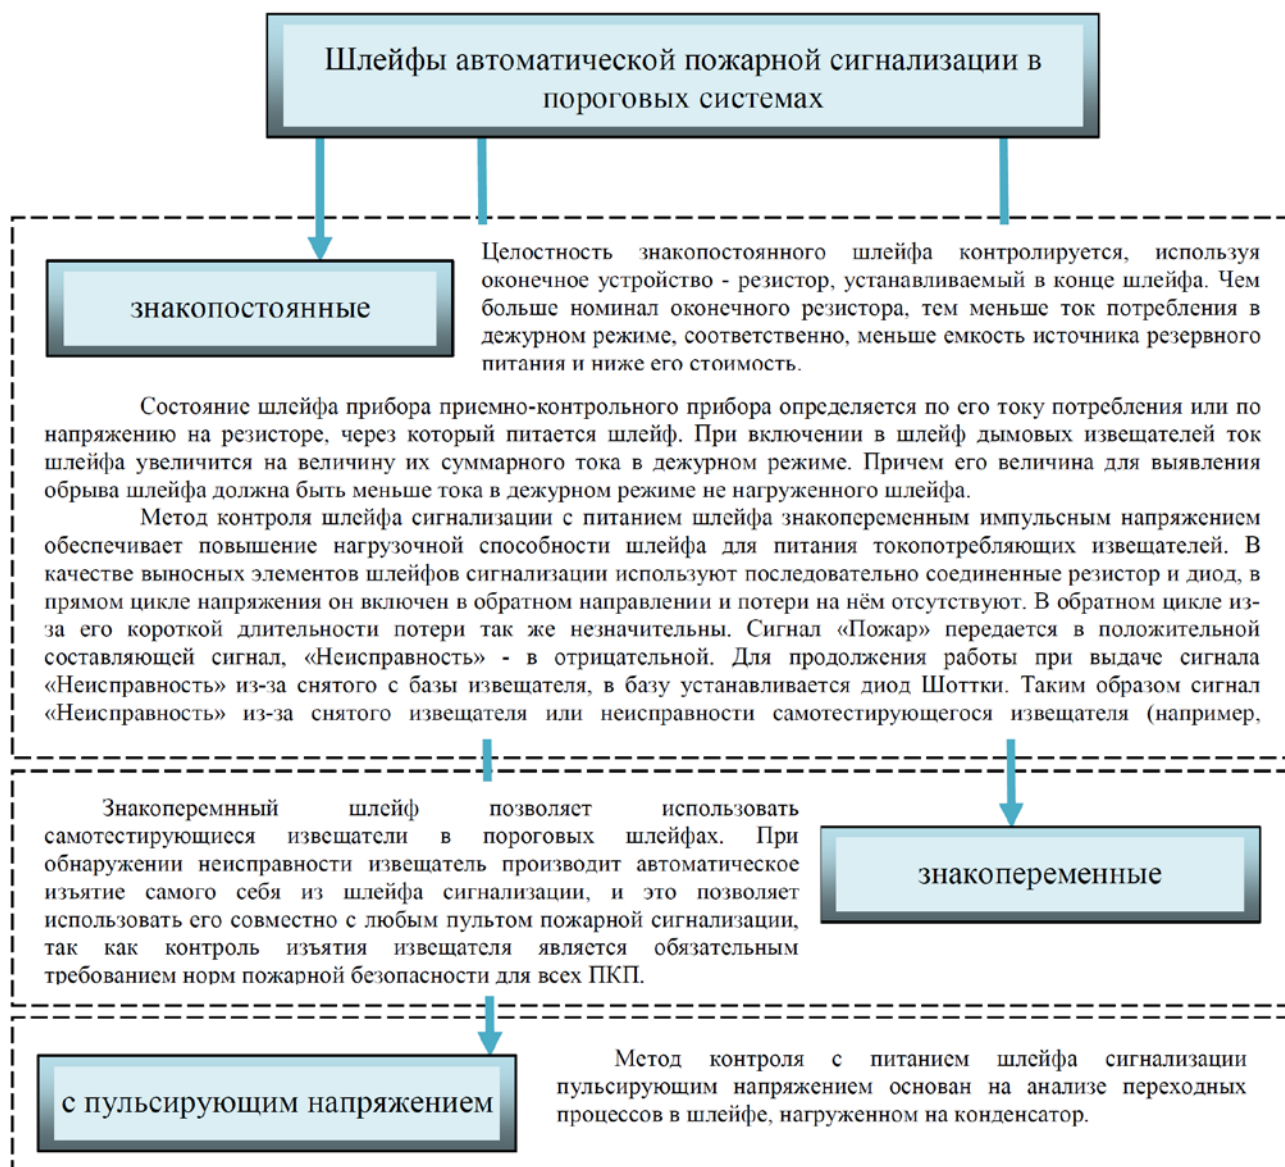 Шлейфы автоматической пожарной сигнализации в
пороговых системах
знакопостоянные
Целостность знакопостоянного шлейфа контролируется, используя
оконечное устройство - резистор, устанавливаемый в конце шлейфа. Чем
больше номинал оконечного резистора, тем меньше ток потребления в
дежурном режиме, соответственно, меньше емкость источника резервного
питания и ниже его стоимость.
Состояние шлейфа прибора приемно-контрольного прибора определяется по его току потребления или по
напряжению на резисторе, через который питается шлейф. При включении в шлейф дымовых извещателей ток
шлейфа увеличится на величину их суммарного тока в дежурном режиме. Причем его величина для выявления
обрыва шлейфа должна быть меньше тока в дежурном режиме не нагруженного шлейфа.
Метод контроля шлейфа сигнализации с питанием шлейфа знакопеременным импульсным напряжением
обеспечивает повышение нагрузочной способности шлейфа для питания токопотребляющих извещателей. В
качестве выносных элементов шлейфов сигнализации используют последовательно соединенные резистор и диод, в
прямом цикле напряжения он включен в обратном направлении и потери на нём отсутствуют. В обратном цикле из-
за его короткой длительности потери так же незначительны. Сигнал «Пожар» передается в положительной
составляющей сигнал, «Неисправность» - в отрицательной. Для продолжения работы при выдаче сигнала
«Неисправность» из-за снятого с базы извещателя, в базу устанавливается диод Шоттки. Таким образом сигнал
«Неисправность» из-за снятого извещателя или неисправности самотестирующегося извещателя (например,
Знакоперемнный шлейф позволяет использовать
самотестирующиеся извещатели в пороговых шлейфах. При
обнаружении неисправности извещатель производит автоматическое
изъятие самого себя из шлейфа сигнализации, и это позволяет
использовать его совместно с любым пультом пожарной сигнализации,
так как контроль изъятия извещателя является обязательным
требованием норм пожарной безопасности для всех ПКП.
знакопеременные
с пульсирующим напряжением
Метод контроля с питанием шлейфа сигнализации
пульсирующим напряжением основан на анализе переходных
процессов в шлейфе, нагруженном на конденсатор.